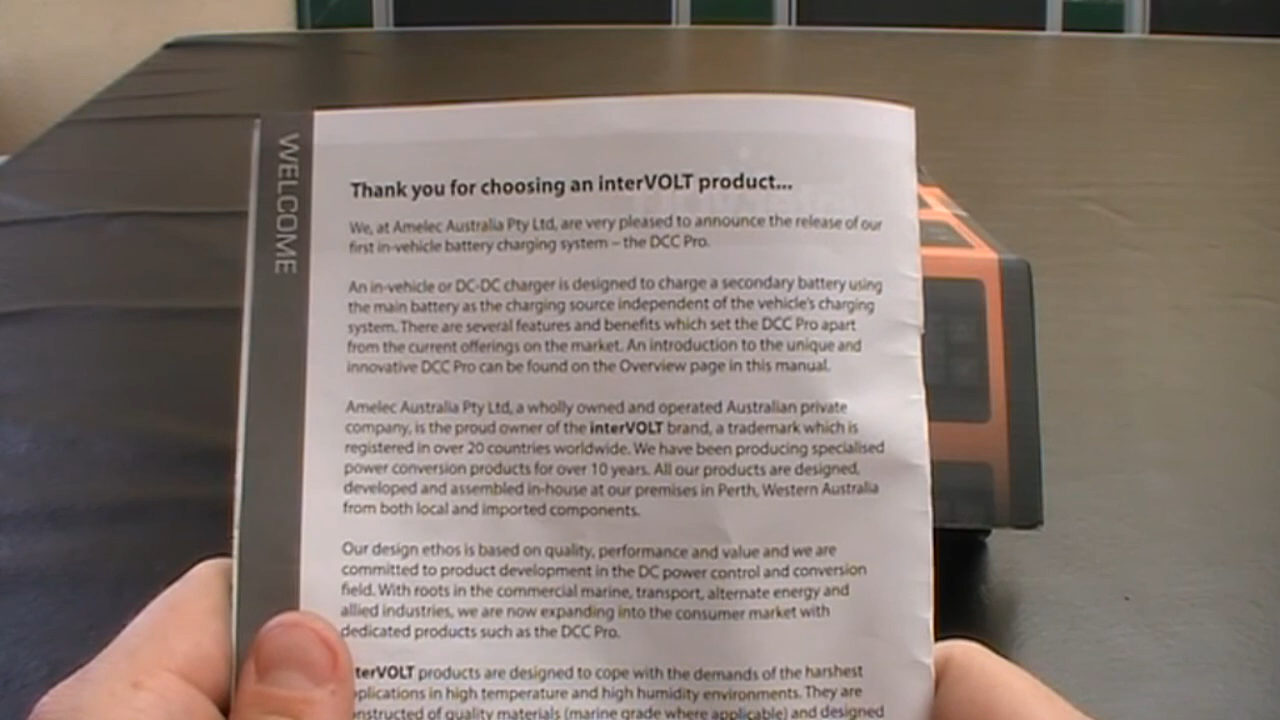 WELCOME
Thank you for choosing an interVOLT product...
We, at Amelec Australia Pty Ltd, are very pleased to announce the release of our
first in-vehicle battery charging system – the DCC Pro.
An in-vehicle or DC-DC charger is designed to charge a secondary battery using
the main battery as the charging source independent of the vehicle's charging
system. There are several features and benefits which set the DCC Pro apart
from the current offerings on the market. An introduction to the unique and
innovative DCC Pro can be found on the Overview page in this manual.
Amelec Australia Pty Ltd, a wholly owned and operated Australian private
company, is the proud owner of the interVOLT brand, a trademark which is
registered in over 20 countries worldwide. We have been producing specialised
power conversion products for over 10 years. All our products are designed,
developed and assembled in-house at our premises in Perth, Western Australia
from both local and imported components.
Our design ethos is based on quality, performance and value and we are
committed to product development in the DC power control and conversion
field. With roots in the commercial marine, transport, alternate energy and
allied industries, we are now expanding into the consumer market with
dedicated products such as the DCC Pro.
terVOLT products are designed to cope with the demands of the harshest
plications in high temperature and high humidity environments. They are
nstructed of quality materials (marine grade where applicable) and designed